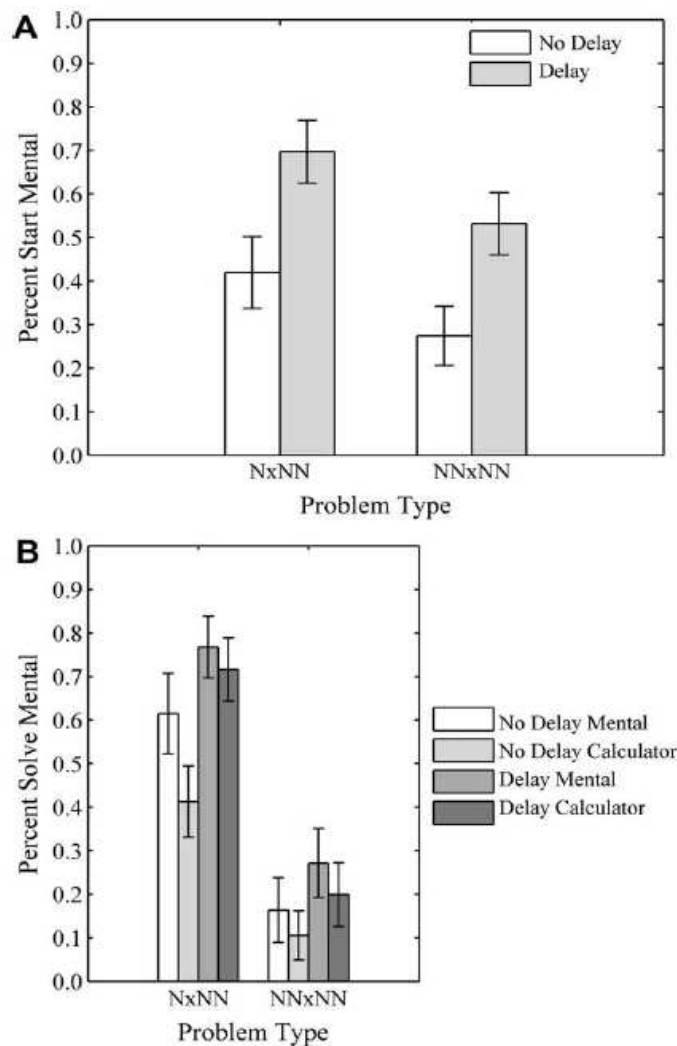 A
1.0
0.9
0.8
0.7
0.6
0.5
0.4
0.3
0.2
0.1
0.0
Percent Start Mental
No Delay
Delay
NxNN NNxNN
Problem Type
B
1.0
0.9
0.8
0.7
0.6
0.5
0.4
0.3
0.2
0.1
0.0
Percent Solve Mental
No Delay Mental
No Delay Calculator
Delay Mental
Delay Calculator
NxNN NNxNN
Problem Type